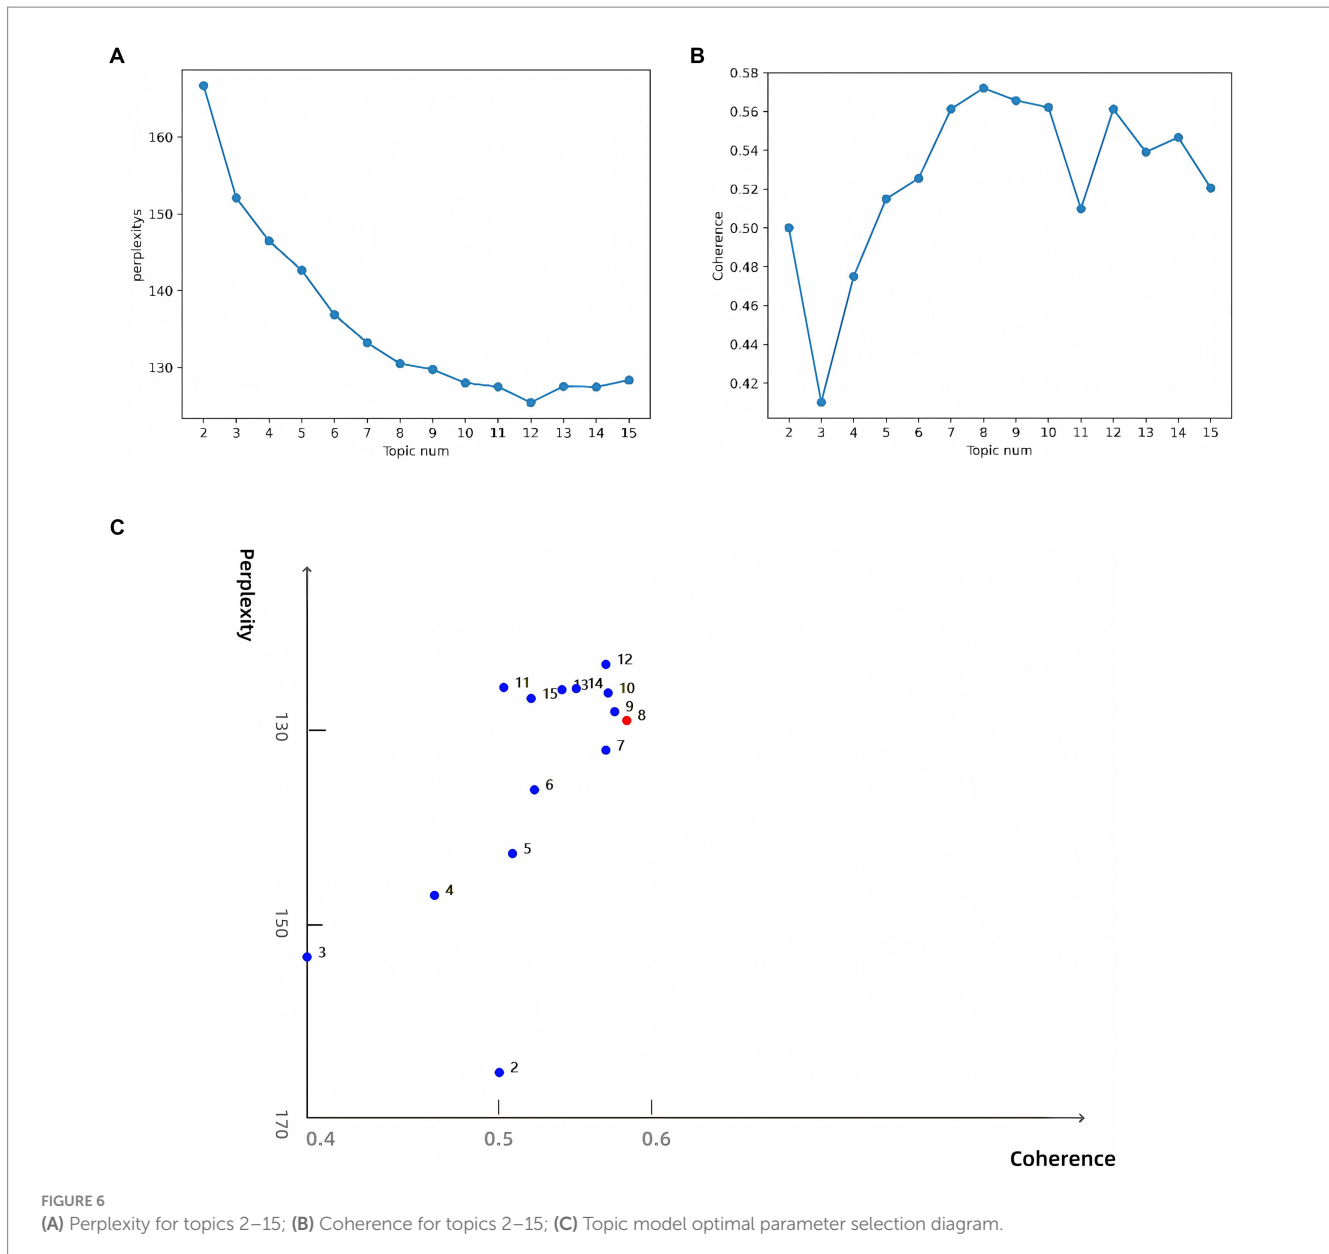 A
160
150
140
130
perplexitys
2 3 4 5 6 7 8 9 10 11 12 13 14 15
Topic num
B
0.58
0.56
0.54
0.52
0.50
0.48
0.46
0.44
0.42
Coherence
2 3 4 5 6 7 8 9 10 11 12 13 14 15
Topic num
C
Perplexity
12
11
15
13
14
10
9
8
130
7
6
5
4
150
3
2
170
0.4 0.5 0.6
Coherence
FIGURE 6
(A) Perplexity for topics 2–15; (B) Coherence for topics 2–15; (C) Topic model optimal parameter selection diagram.